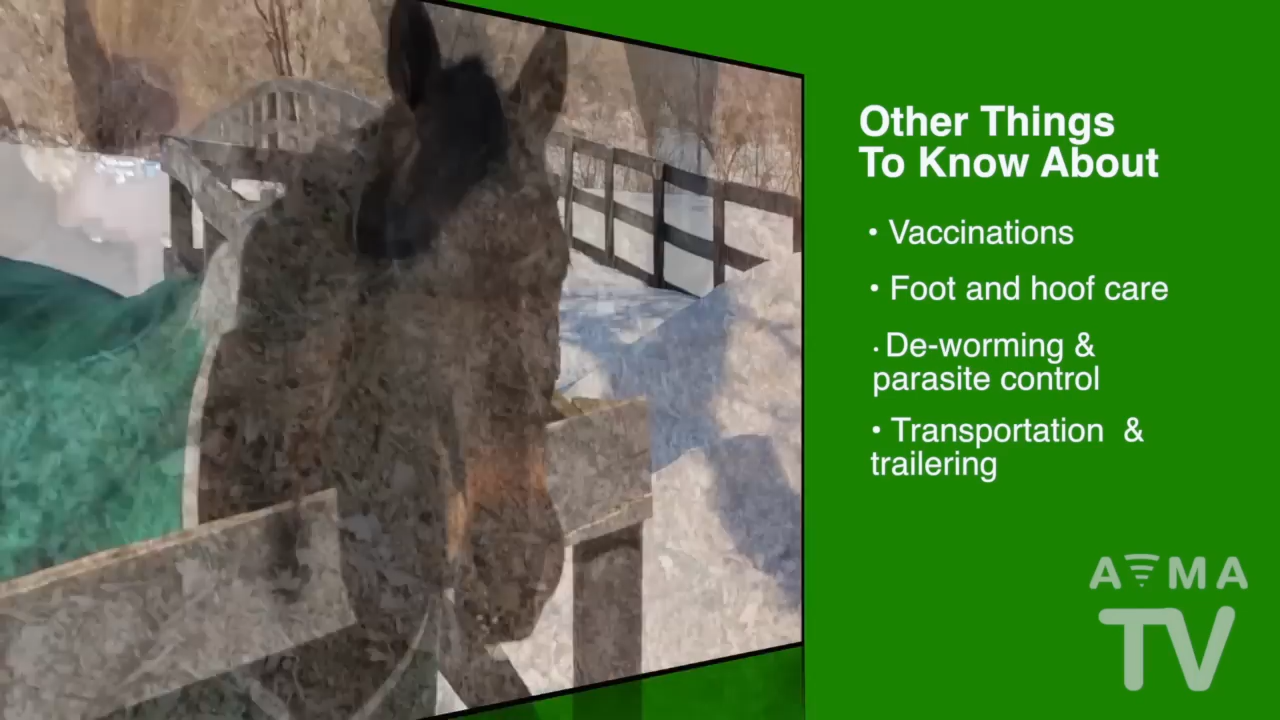 Other Things
To Know About
• Vaccinations
• Foot and hoof care
· De-worming &
parasite control
• Transportation &
trailering
AVMA
TV